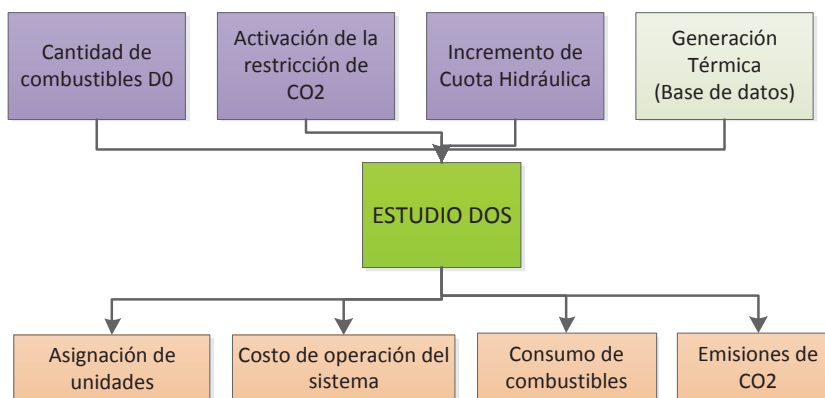 Cantidad de
combustibles D0
Activación de la
restricción de
CO2
Incremento de
Cuota Hidráulica
Generación
Térmica
(Base de datos)
ESTUDIO DOS
Asignación de
unidades
Costo de operación del
sistema
Consumo de
combustibles
Emisiones de
CO2